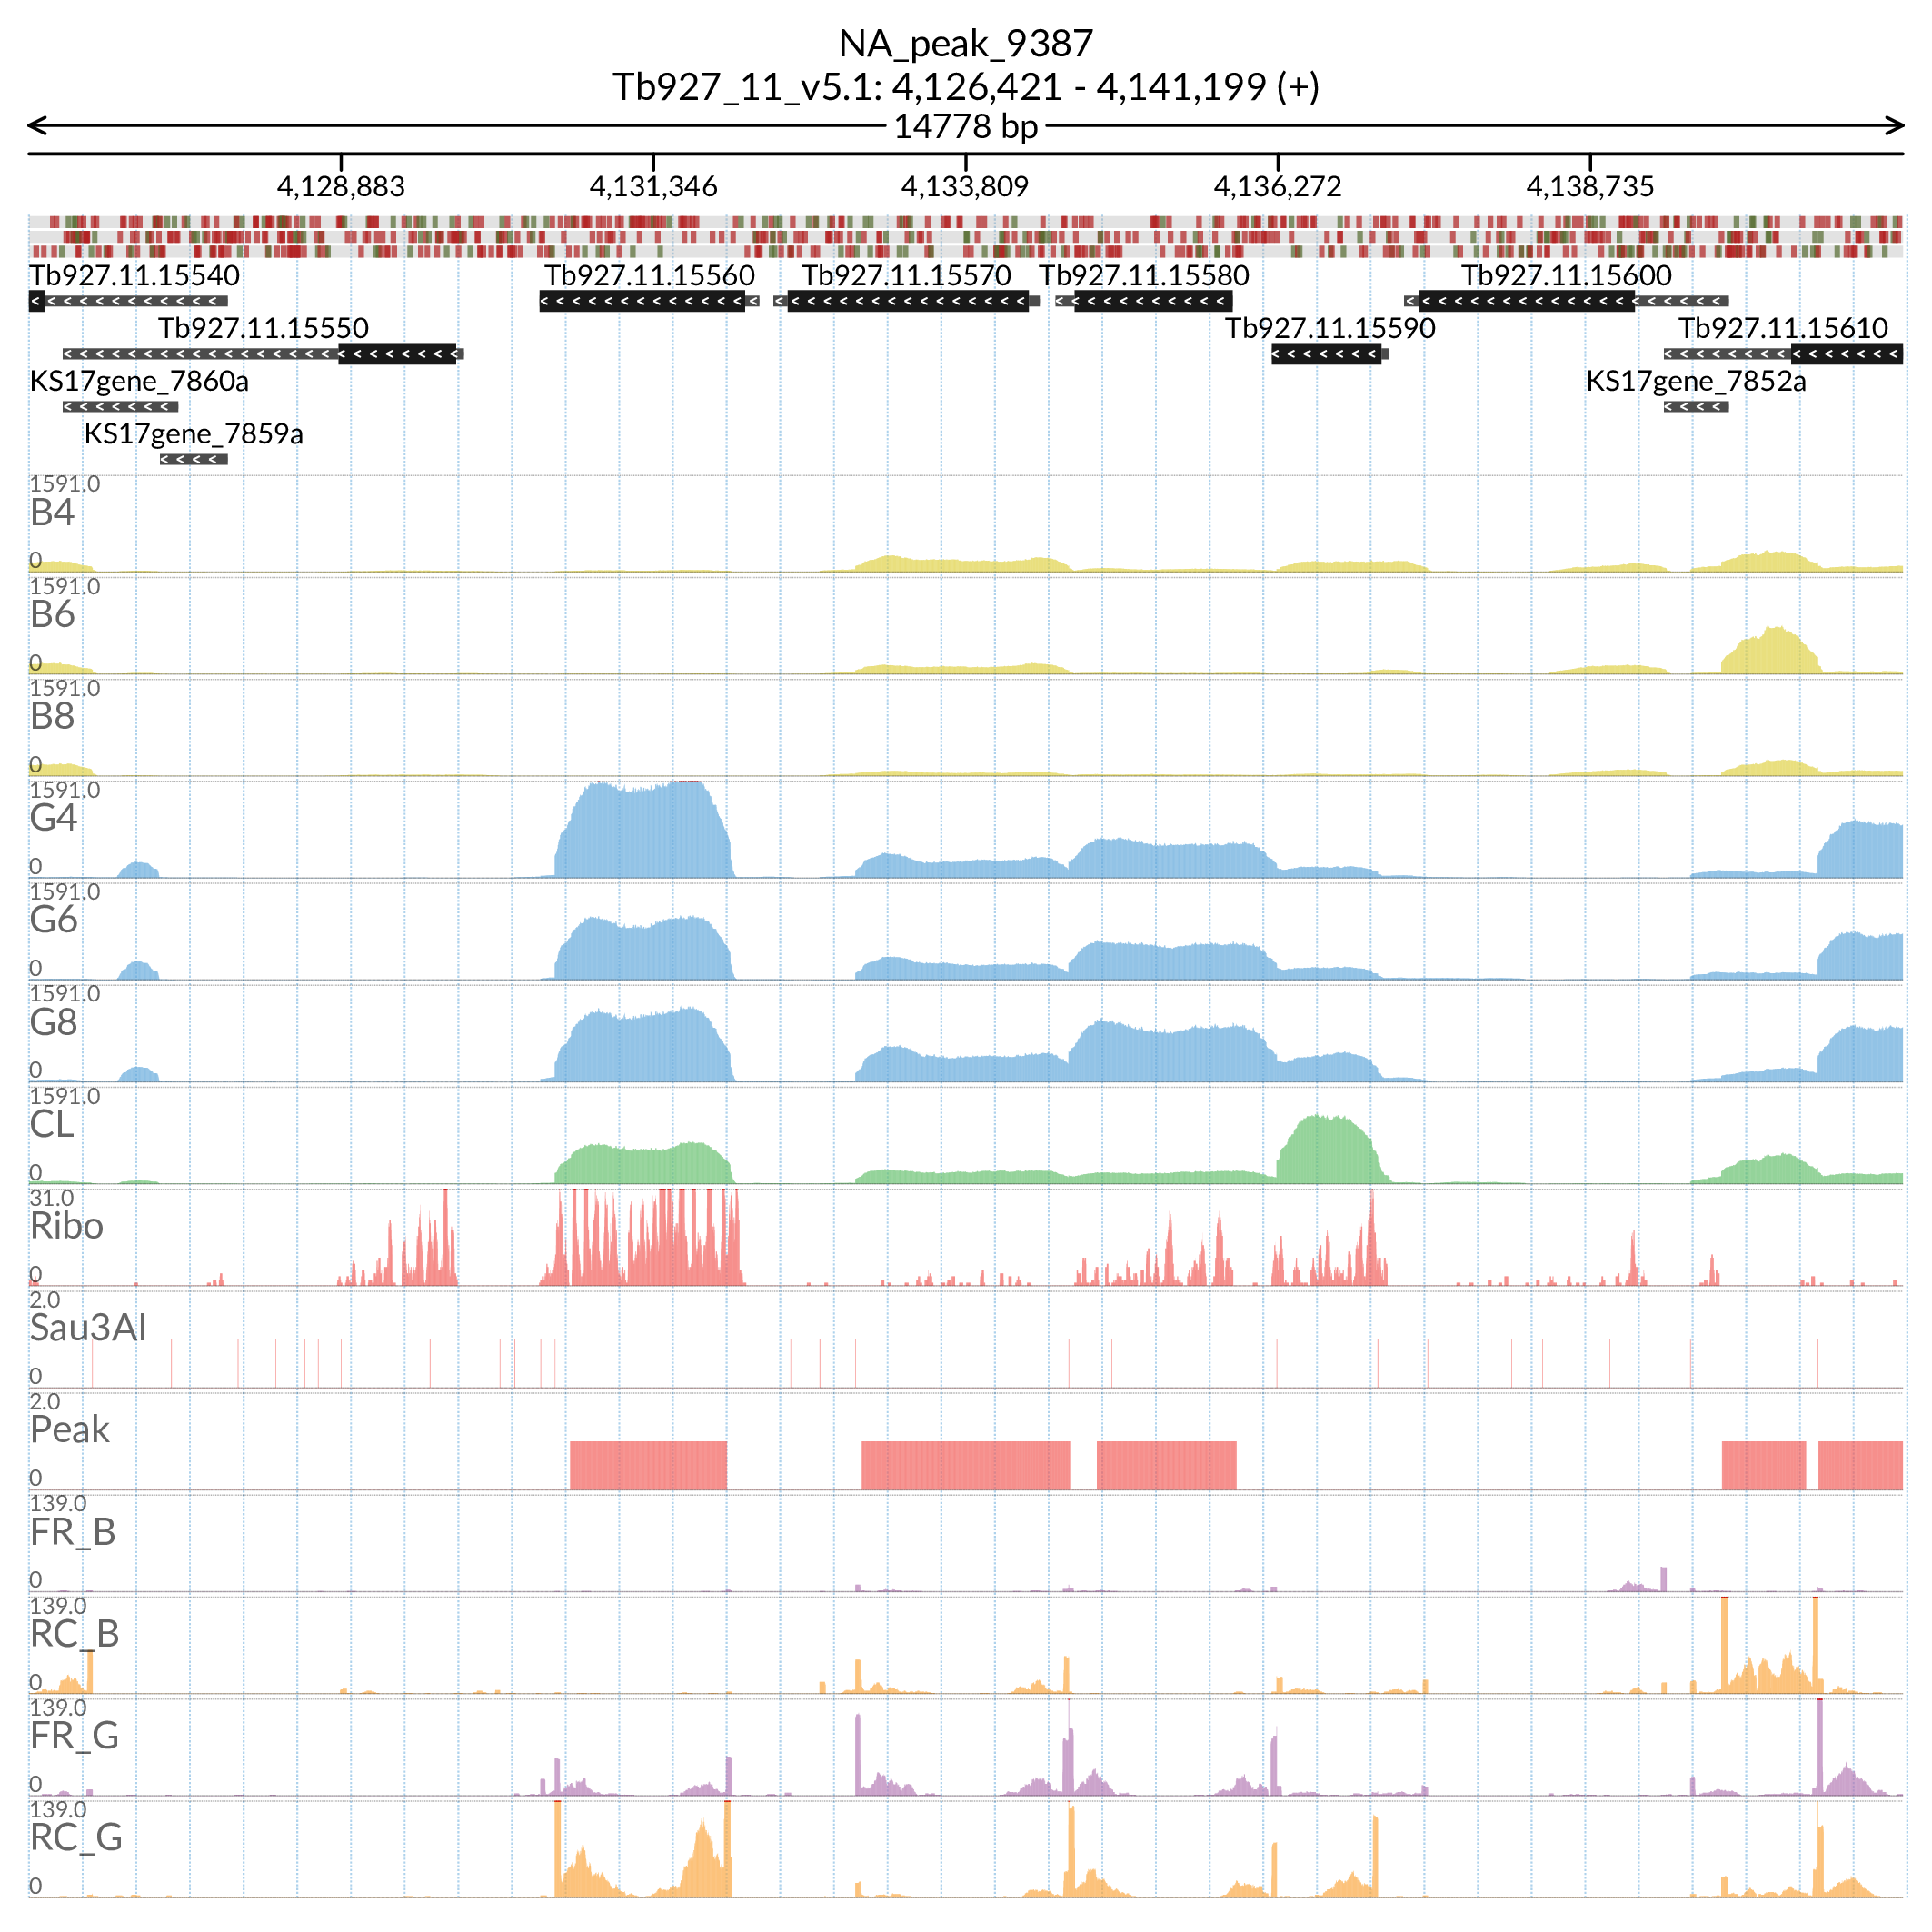 NA_peak_9387
Tb927_11_v5.1: 4,126,421 - 4,141,199 (+)
14778 bp
4,128,883 4,131,346 4,133,809 4,136,272 4,138,735
Tb927.11.15540 Tb927.11.15560 Tb927.11.15570 Tb927.11.15580 Tb927.11.15600
Tb927.11.15550 Tb927.11.15590 Tb927.11.15610
KS17gene_7860a KS17gene_7852a
KS17gene_7859a
1591.0
B4
0
1591.0
B6
0
1591.0
B8
0
1591.0
G4
0
1591.0
G6
0
1591.0
G8
0
1591.0
CL
0
31.0
Ribo
0
2.0
Sau3AI
0
2.0
Peak
0
139.0
FR_B
0
139.0
RC_B
0
139.0
FR_G
0
139.0
RC_G
0